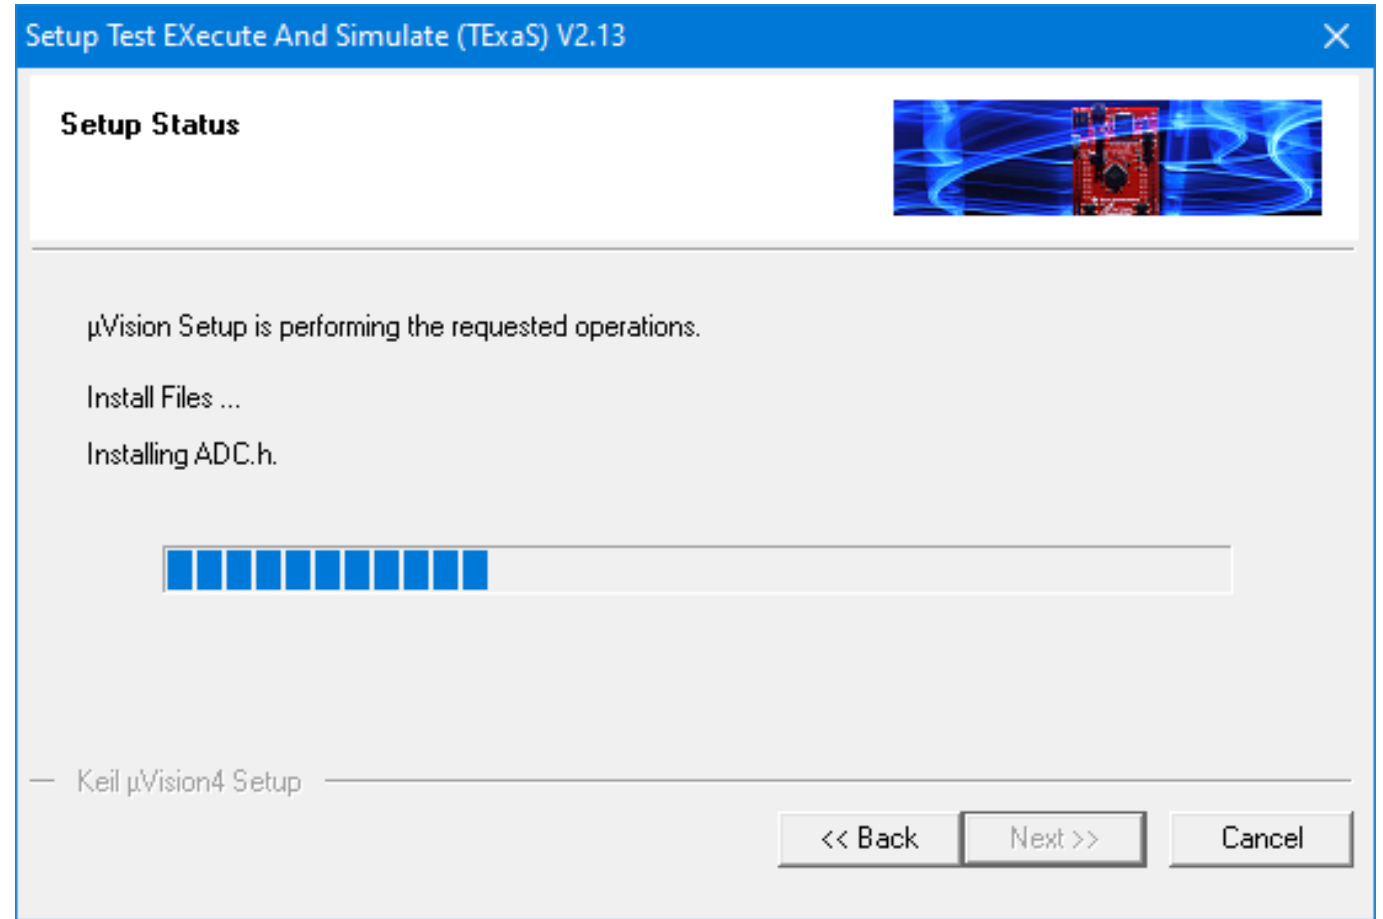 Setup Test EXecute And Simulate (TExaS) V2.13
Setup Status
µVision Setup is performing the requested operations.
Install Files ...
Installing ADC.h.
Keil µVision4 Setup
<< Back
Next >>
Cancel